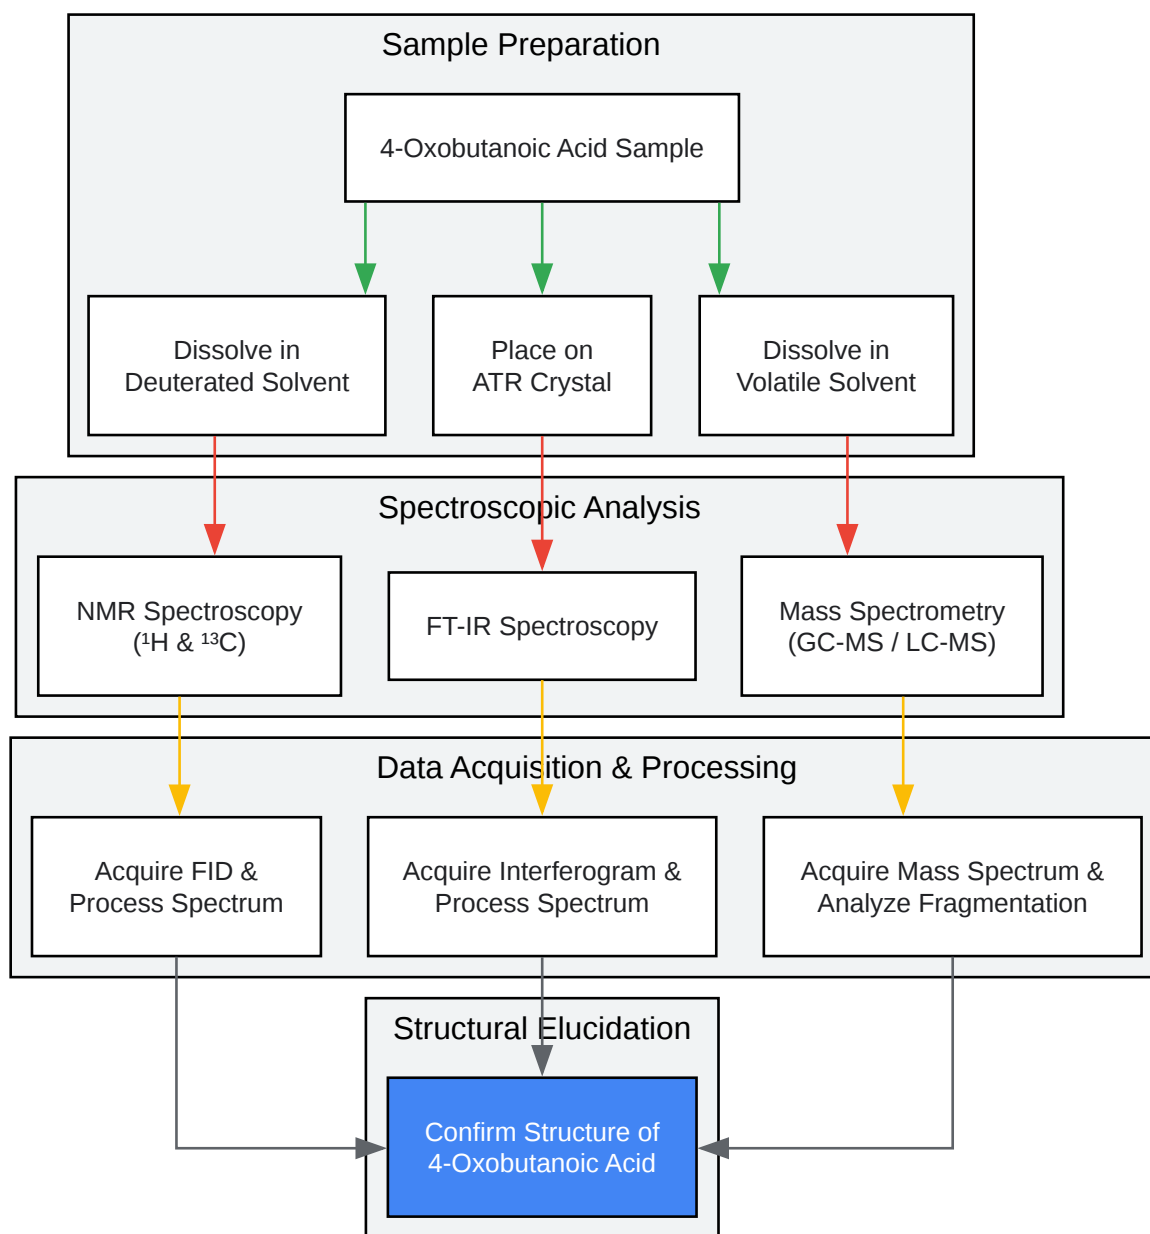 Sample Preparation
4-Oxobutanoic Acid Sample
Dissolve in
Deuterated Solvent
Place on
ATR Crystal
Dissolve in
Volatile Solvent
Spectroscopic Analysis
NMR Spectroscopy
(¹H & ¹³C)
FT-IR Spectroscopy
Mass Spectrometry
(GC-MS / LC-MS)
Data Acquisition & Processing
Acquire FID &
Process Spectrum
Acquire Interferogram &
Process Spectrum
Acquire Mass Spectrum &
Analyze Fragmentation
Structural Elucidation
Confirm Structure of
4-Oxobutanoic Acid